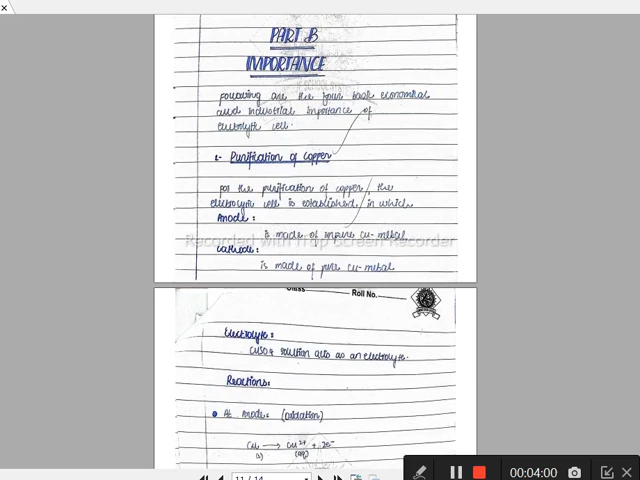 PART B
IMPORTANCE
following are the four basic economical
and industrial importance of
electrolytic cell.
1- Purification of copper
for the purification of copper, the
electrolytic cell is established, in which
Anode:
is made of impure Cu-metal
Recorded with iTop Screen Recorder
Cathode:
is made of pure Cu-metal
Class Roll No.
Electrolyte:
CuSO4 solution acts as an electrolyte.
Reactions:
At Anode: (oxidation)
Cu → Cu2+ + 2e-
(s) (aq)
11 / 14
00:04:00